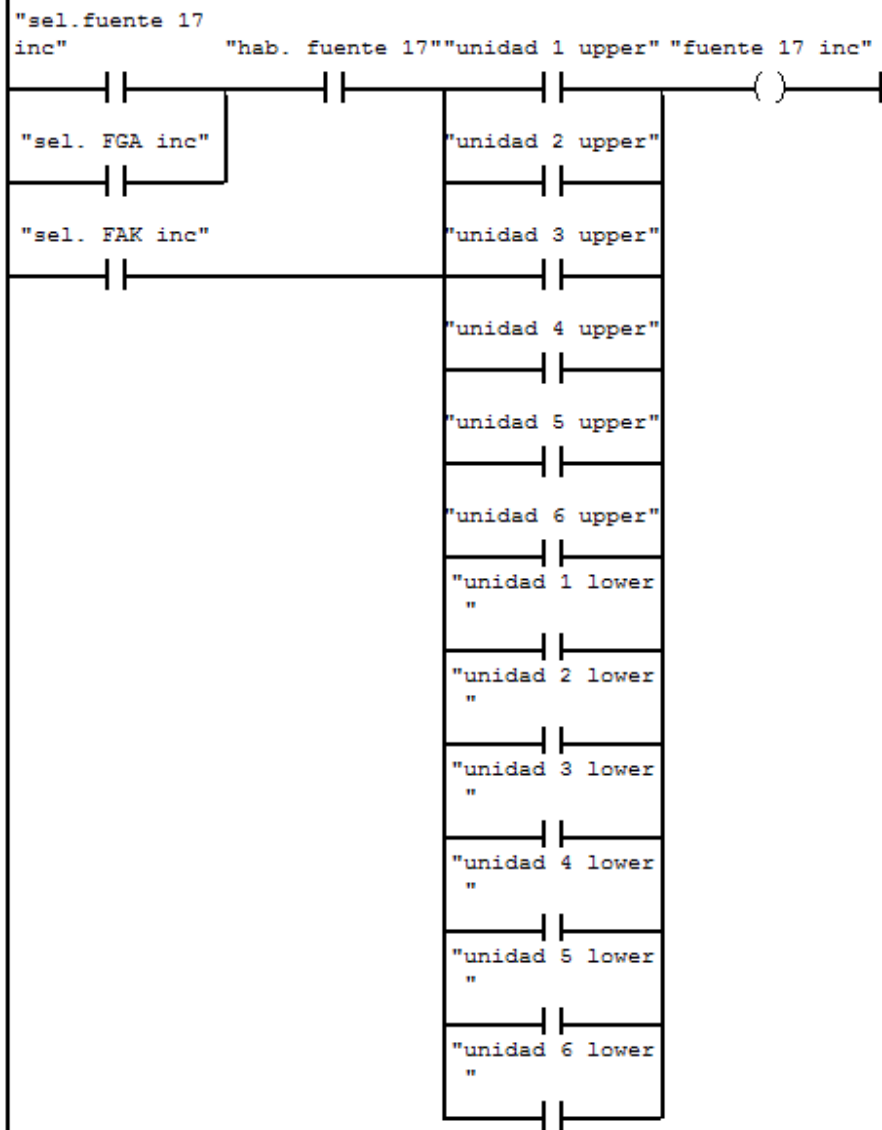 "sel.fuente 17
inc"
"hab. fuente 17"
"unidad 1 upper"
"fuente 17 inc"
"sel. FGA inc"
"unidad 2 upper"
"sel. FAK inc"
"unidad 3 upper"
"unidad 4 upper"
"unidad 5 upper"
"unidad 6 upper"
"unidad 1 lower
"
"unidad 2 lower
"
"unidad 3 lower
"
"unidad 4 lower
"
"unidad 5 lower
"
"unidad 6 lower
"